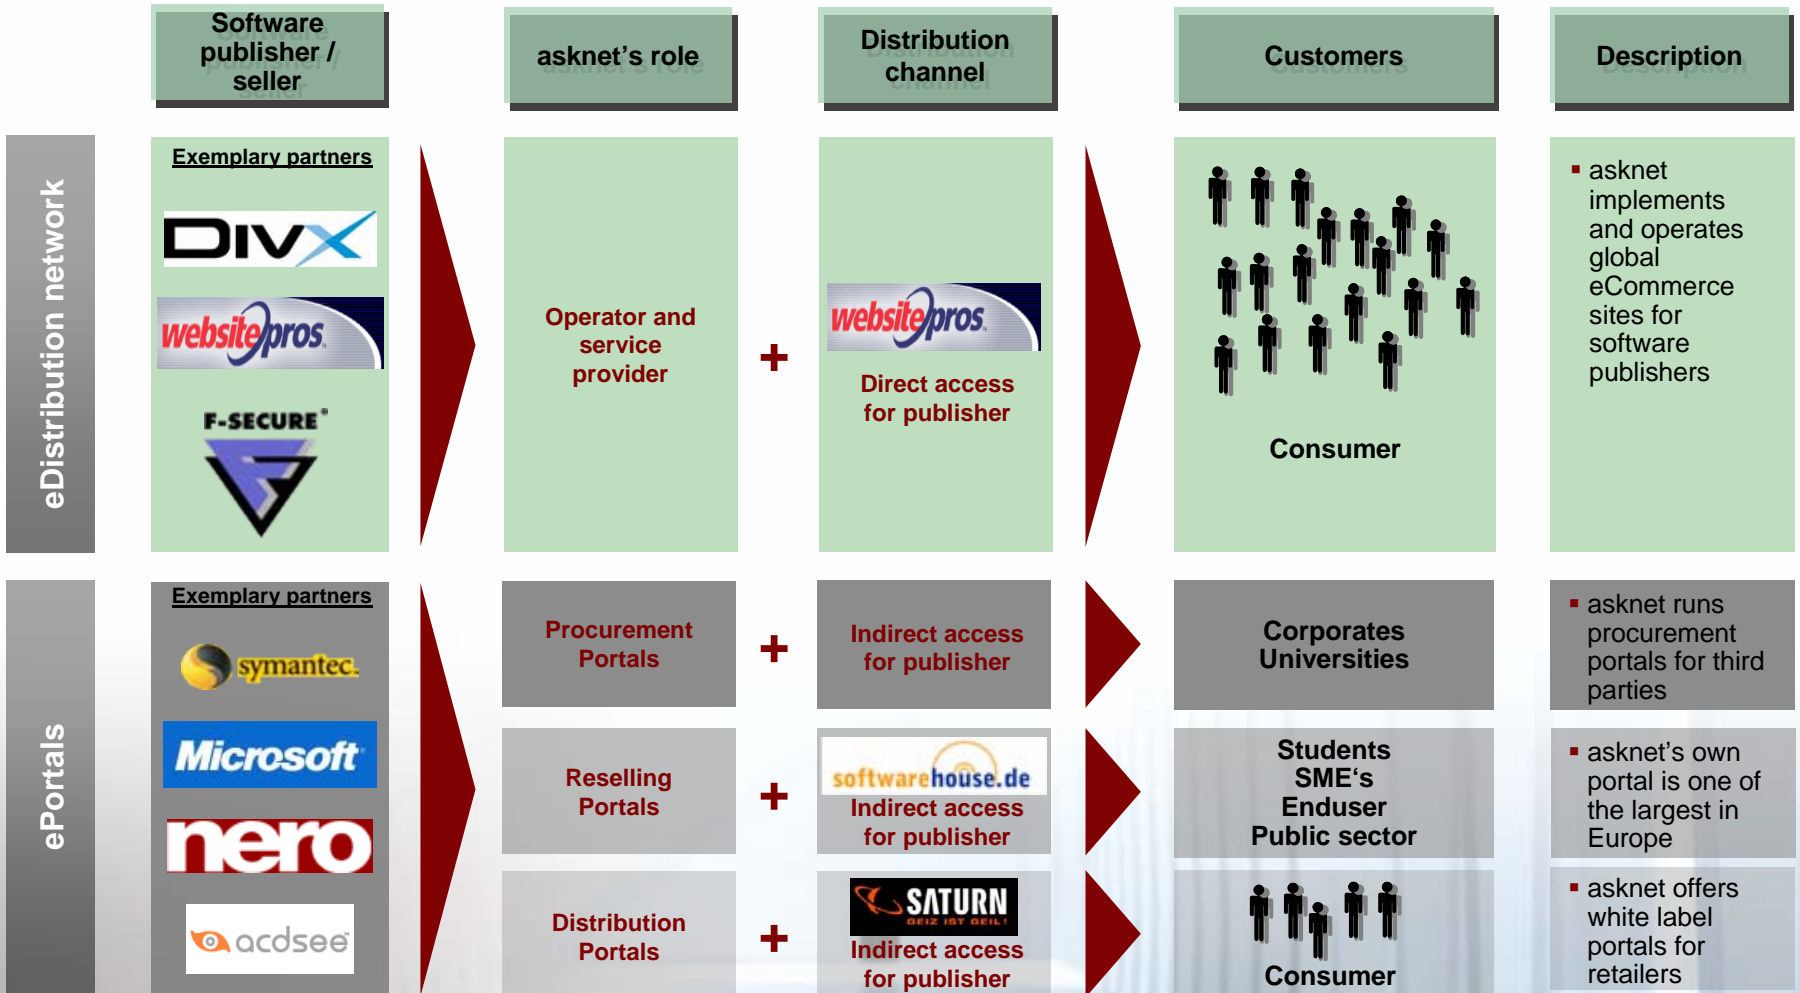 Software
publisher /
seller
asknet's role
Distribution
channel
Customers
Description
eDistribution network
Exemplary partners
DIVX
websitepros.
F-SECURE®
Operator and
service
provider
+
websitepros.
Direct access
for publisher
Consumer
▪ asknet
implements
and operates
global
eCommerce
sites for
software
publishers
ePortals
Exemplary partners
symantec.
Microsoft
nero
acdsee™
Procurement
Portals
+
Indirect access
for publisher
Corporates
Universities
▪ asknet runs
procurement
portals for third
parties
Reselling
Portals
+
softwarehouse.de
Indirect access
for publisher
Students
SME‘s
Enduser
Public sector
▪ asknet’s own
portal is one of
the largest in
Europe
Distribution
Portals
+
SATURN
GEIZ IST GEIL!
Indirect access
for publisher
Consumer
▪ asknet offers
white label
portals for
retailers